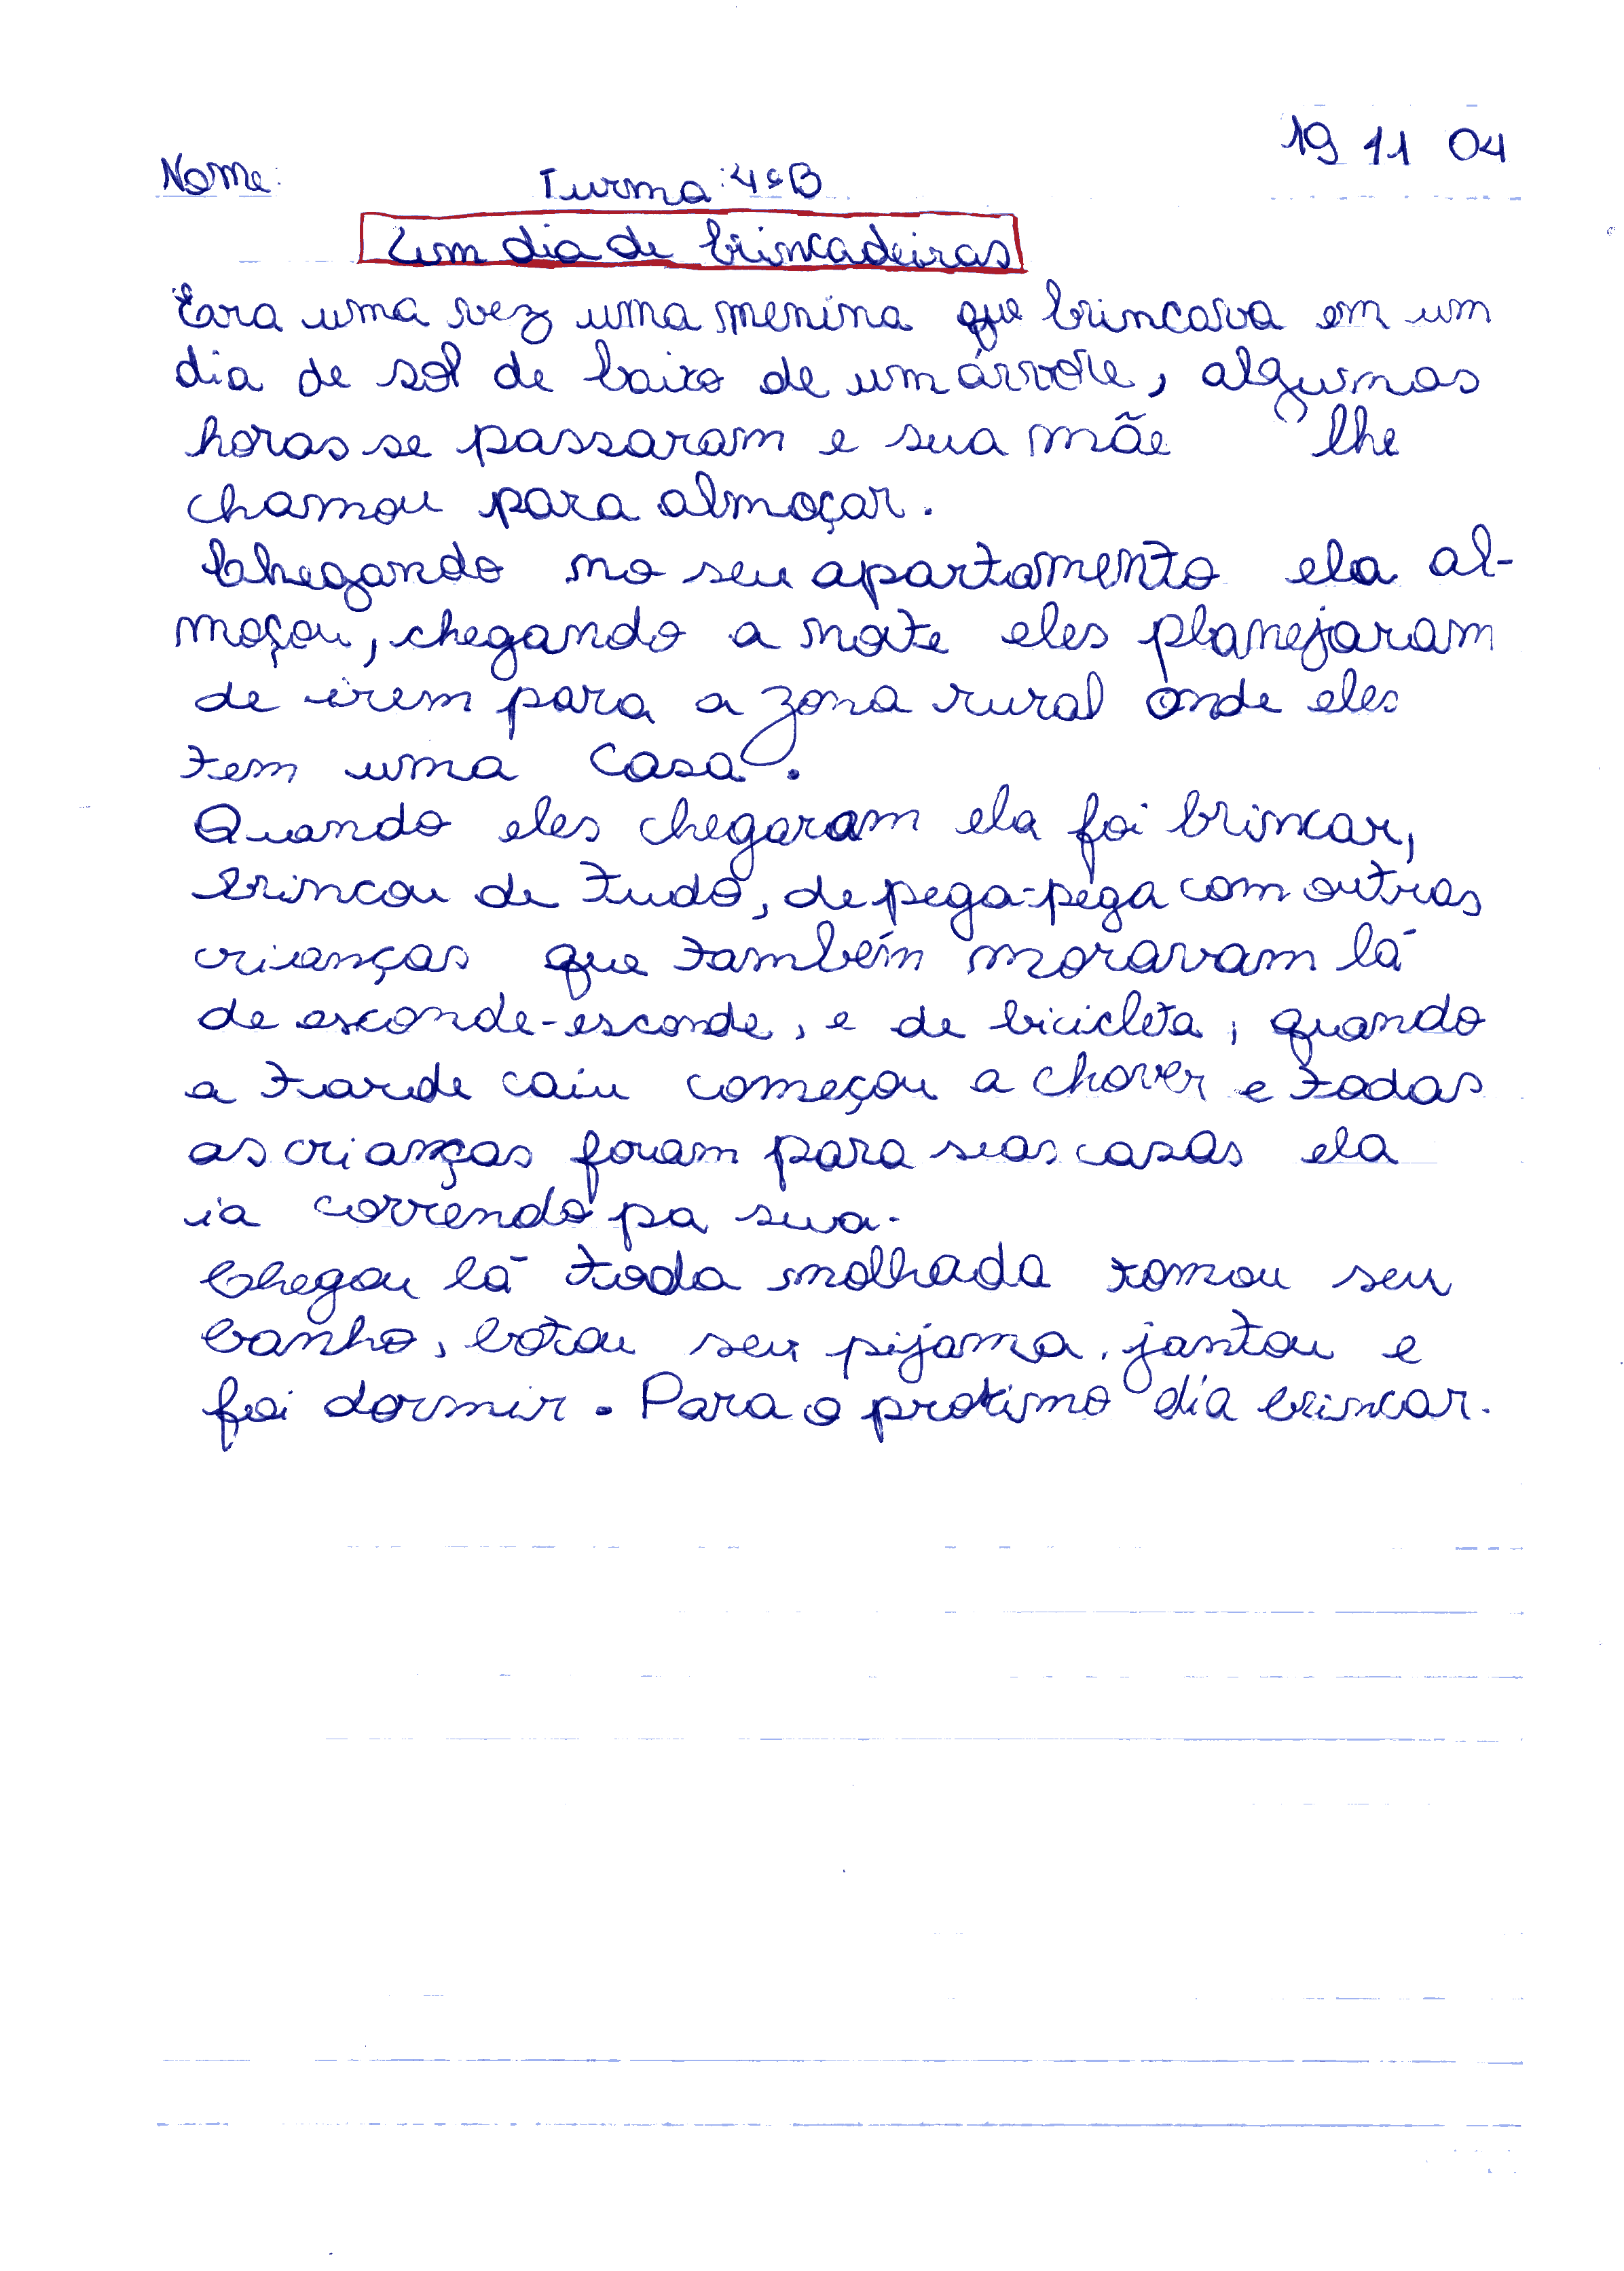 19 11 04
Nome: Turma: 4ªB
Um dia de brincadeiras
Era uma vez uma menina que brincava em um
dia de sol de baixo de um árvore, algumas
horas se passaram e sua mãe lhe
chamou para almoçar.
Chegando no seu apartamento ela al-
moçou, chegando a noite eles planejaram
de irem para a zona rural onde eles
tem uma casa.
Quando eles chegaram ela foi brincar,
brincou de tudo, de pega-pega com outras
crianças que também moravam lá
de esconde-esconde, e de bicicleta, quando
a tarde caiu começou a chover e todas
as crianças foram para suas casas ela
ia correndo pa sua.
Chegou lá toda molhada tomou seu
banho, botou seu pijama, jantou e
foi dormir. Para o protimo dia brincar.